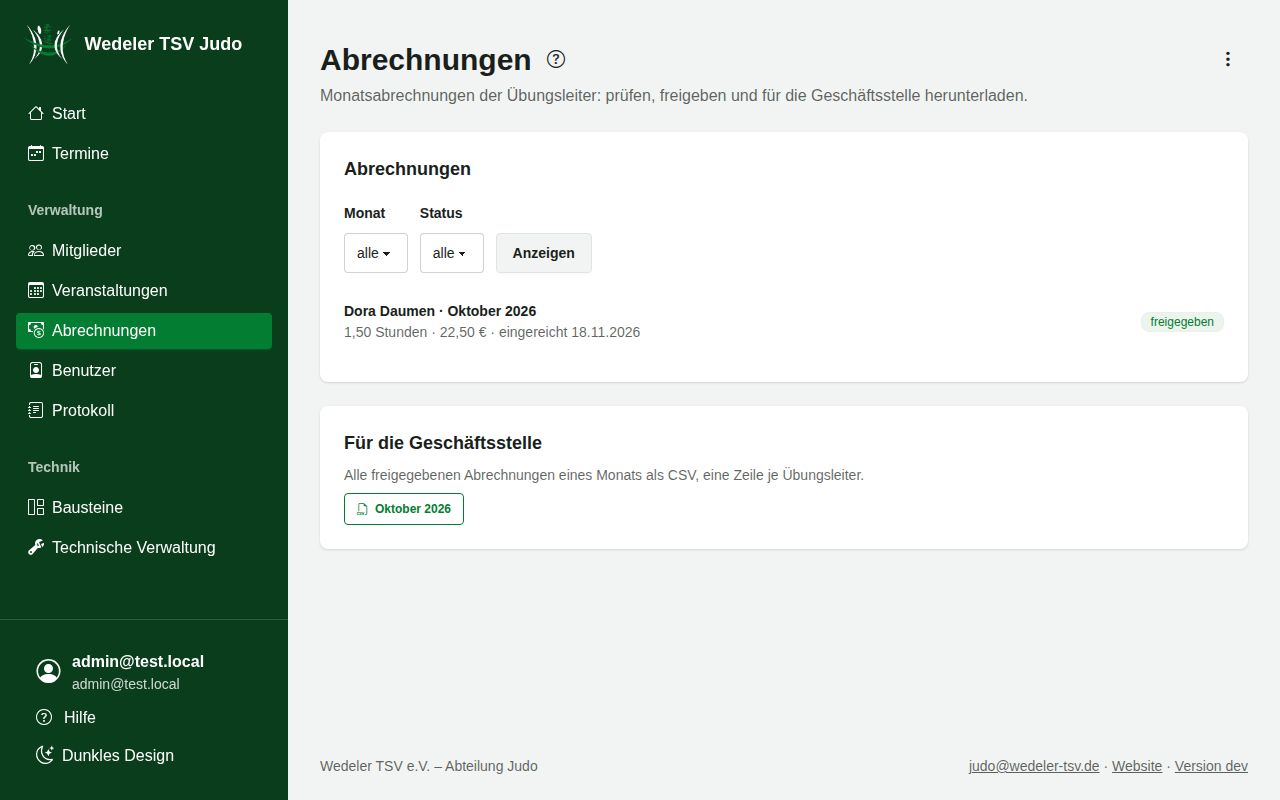 Wedeler TSV Judo
Start
Termine
Verwaltung
Mitglieder
Veranstaltungen
Abrechnungen
Benutzer
Protokoll
Technik
Bausteine
Technische Verwaltung
admin@test.local
admin@test.local
Hilfe
Dunkles Design
Abrechnungen
Monatsabrechnungen der Übungsleiter: prüfen, freigeben und für die Geschäftsstelle herunterladen.
Abrechnungen
Monat Status
alle alle Anzeigen
Dora Daumen · Oktober 2026
1,50 Stunden · 22,50 € · eingereicht 18.11.2026
freigegeben
Für die Geschäftsstelle
Alle freigegebenen Abrechnungen eines Monats als CSV, eine Zeile je Übungsleiter.
Oktober 2026
Wedeler TSV e.V. – Abteilung Judo
judo@wedeler-tsv.de · Website · Version dev